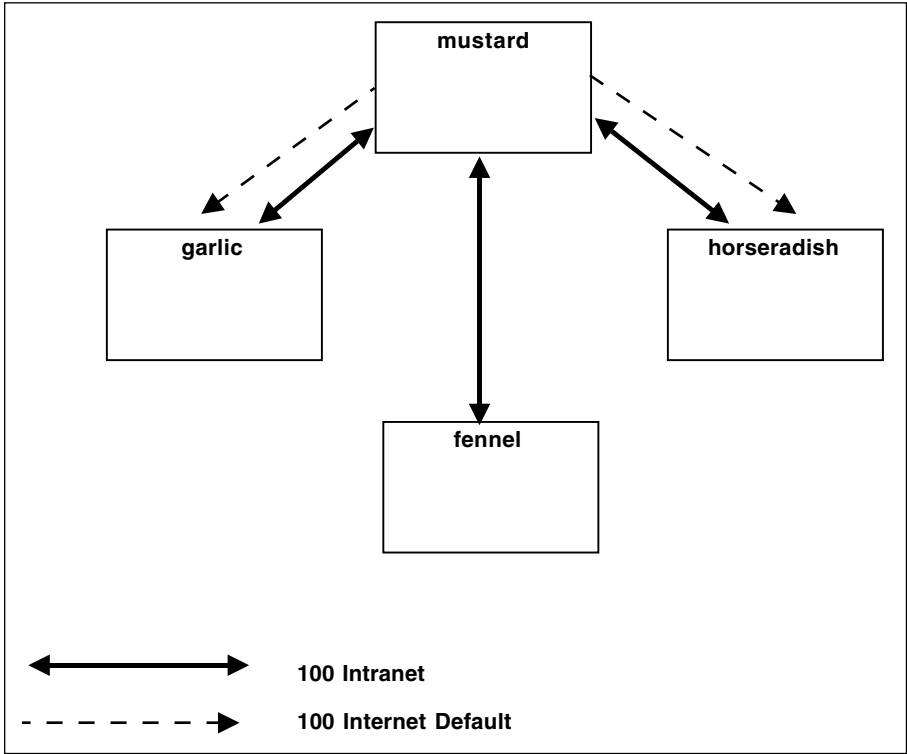 mustard
garlic
horseradish
fennel
100 Intranet
100 Internet Default